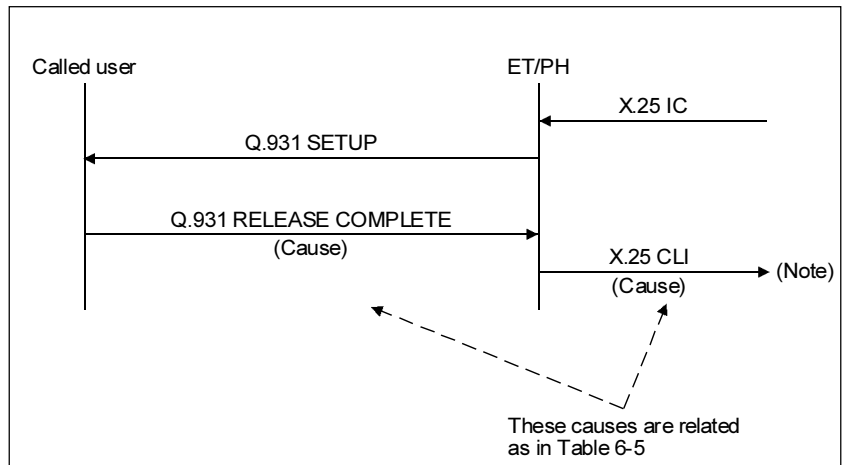 Called user
ET/PH
X.25 IC
Q.931 SETUP
Q.931 RELEASE COMPLETE
(Cause)
X.25 CLI
(Cause)
(Note)
These causes are related
as in Table 6-5